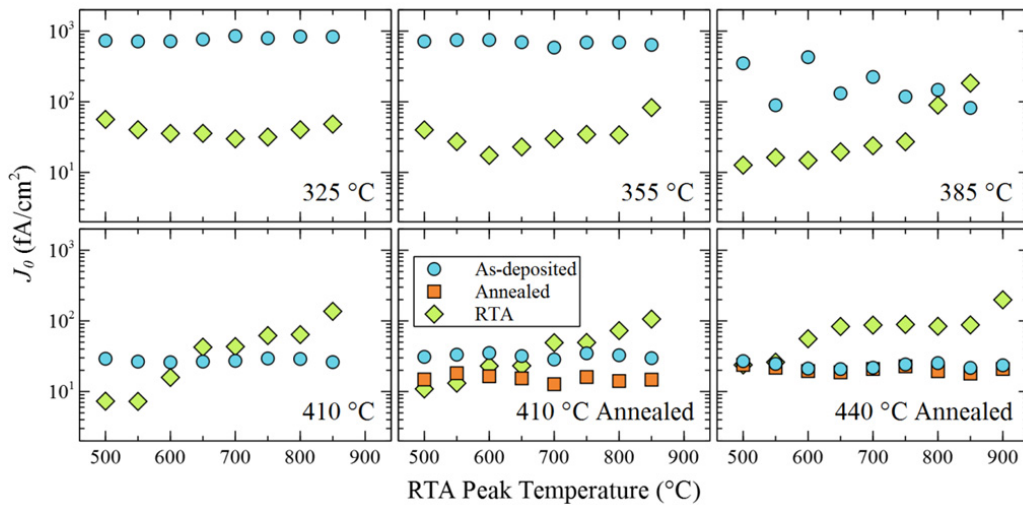 10³
10²
10¹
325 °C
355 °C
385 °C
J₀ (fA/cm²)
10³
10²
10¹
As-deposited
Annealed
RTA
410 °C
410 °C Annealed
440 °C Annealed
500 600 700 800 900
500 600 700 800 900
500 600 700 800 900
RTA Peak Temperature (°C)